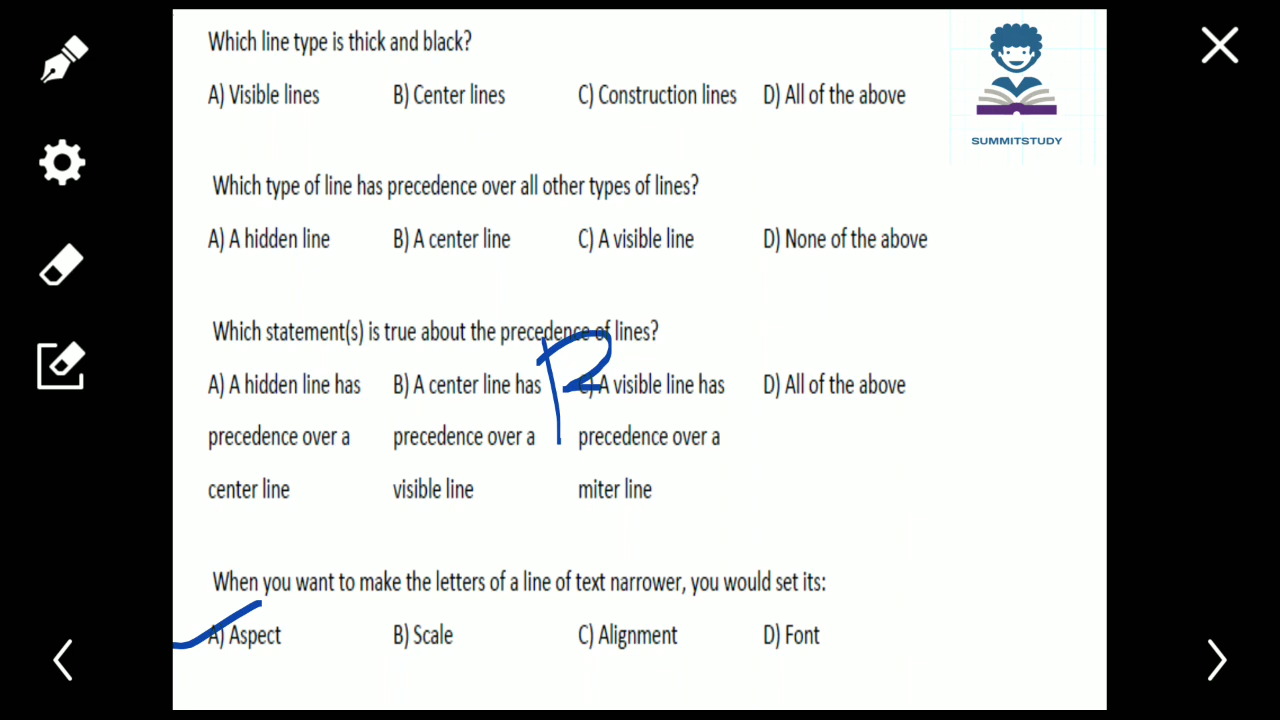 Which line type is thick and black?
A) Visible lines B) Center lines C) Construction lines D) All of the above
SUMMITSTUDY
Which type of line has precedence over all other types of lines?
A) A hidden line B) A center line C) A visible line D) None of the above
Which statement(s) is true about the precedence of lines?
A) A hidden line has B) A center line has C) A visible line has D) All of the above
precedence over a precedence over a precedence over a
center line visible line miter line
When you want to make the letters of a line of text narrower, you would set its:
A) Aspect B) Scale C) Alignment D) Font